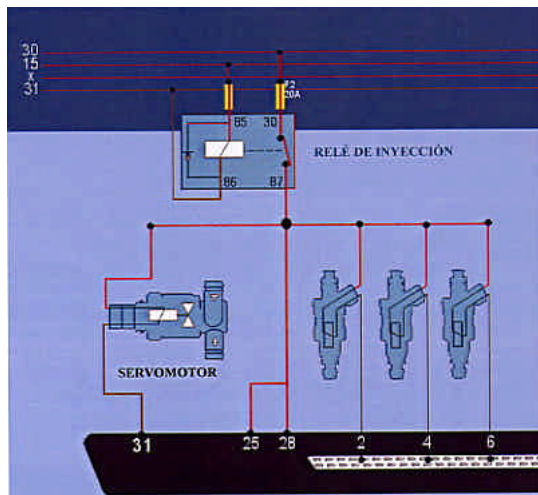 30
15
x
31
F2
20A
85 30
RELÉ DE INYECCIÓN
86 87
SERVOMOTOR
31 25 28 2 4 6